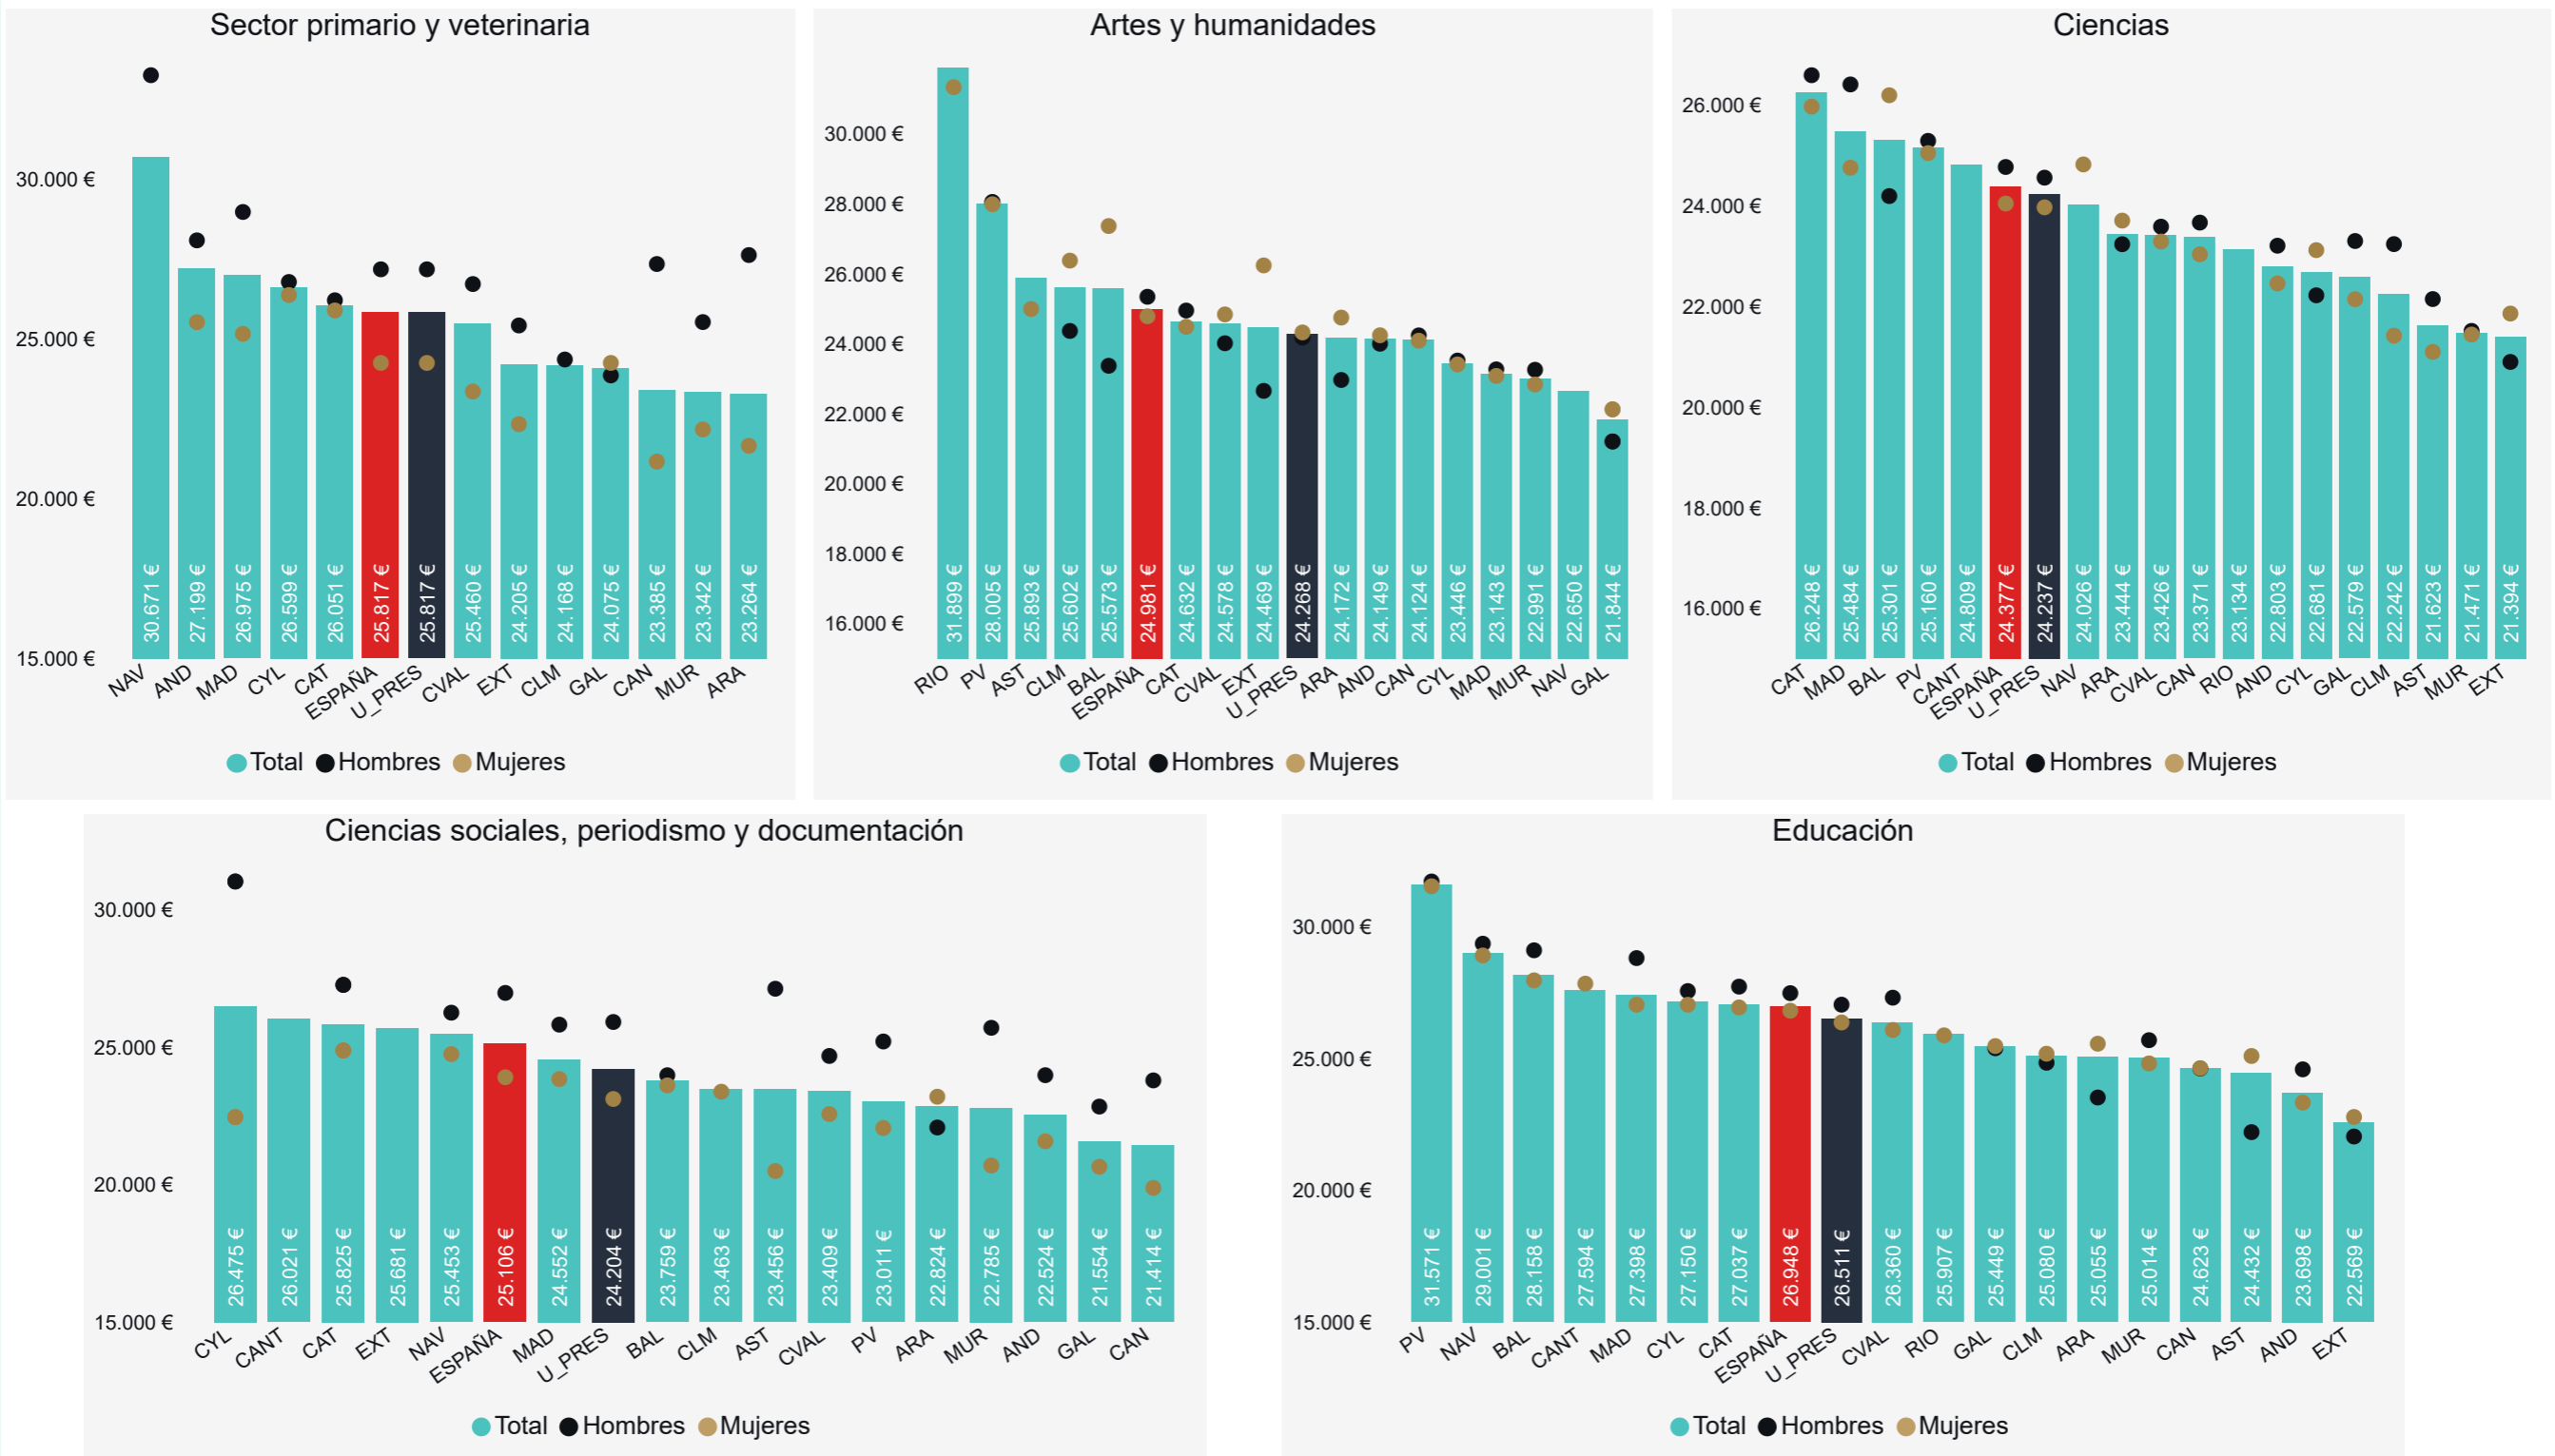 Sector primario y veterinaria
30.000 €
25.000 €
20.000 €
15.000 €
30.671 €
27.199 €
26.975 €
26.599 €
26.051 €
25.817 €
25.817 €
25.460 €
24.205 €
24.168 €
24.075 €
23.385 €
23.342 €
23.264 €
NAV
AND
MAD
CYL
CAT
ESPAÑA
U_PRES
CVAL
EXT
CLM
GAL
CAN
MUR
ARA
Total Hombres Mujeres
Artes y humanidades
30.000 €
28.000 €
26.000 €
24.000 €
22.000 €
20.000 €
18.000 €
16.000 €
31.899 €
28.005 €
25.893 €
25.602 €
25.573 €
24.981 €
24.632 €
24.578 €
24.469 €
24.268 €
24.172 €
24.149 €
24.124 €
23.446 €
23.143 €
22.991 €
22.650 €
21.844 €
RIO
PV
AST
CLM
BAL
ESPAÑA
CAT
CVAL
EXT
U_PRES
ARA
AND
CAN
CYL
MAD
MUR
NAV
GAL
Total Hombres Mujeres
Ciencias
26.000 €
24.000 €
22.000 €
20.000 €
18.000 €
16.000 €
26.248 €
25.484 €
25.301 €
25.160 €
24.809 €
24.377 €
24.237 €
24.026 €
23.444 €
23.426 €
23.371 €
23.134 €
22.803 €
22.681 €
22.579 €
22.242 €
21.623 €
21.471 €
21.394 €
CAT
MAD
BAL
PV
CANT
ESPAÑA
U_PRES
NAV
ARA
CVAL
CAN
RIO
AND
CYL
GAL
CLM
AST
MUR
EXT
Total Hombres Mujeres
Ciencias sociales, periodismo y documentación
30.000 €
25.000 €
20.000 €
15.000 €
26.475 €
26.021 €
25.825 €
25.681 €
25.453 €
25.106 €
24.552 €
24.204 €
23.759 €
23.463 €
23.456 €
23.409 €
23.011 €
22.824 €
22.785 €
22.524 €
21.554 €
21.414 €
CYL
CANT
CAT
EXT
NAV
ESPAÑA
MAD
U_PRES
BAL
CLM
AST
CVAL
PV
ARA
MUR
AND
GAL
CAN
Total Hombres Mujeres
Educación
30.000 €
25.000 €
20.000 €
15.000 €
31.571 €
29.001 €
28.158 €
27.594 €
27.398 €
27.150 €
27.037 €
26.948 €
26.511 €
26.360 €
25.907 €
25.449 €
25.080 €
25.055 €
25.014 €
24.623 €
24.432 €
23.698 €
22.569 €
PV
NAV
BAL
CANT
MAD
CYL
CAT
ESPAÑA
U_PRES
CVAL
RIO
GAL
CLM
ARA
MUR
CAN
AST
AND
EXT
Total Hombres Mujeres